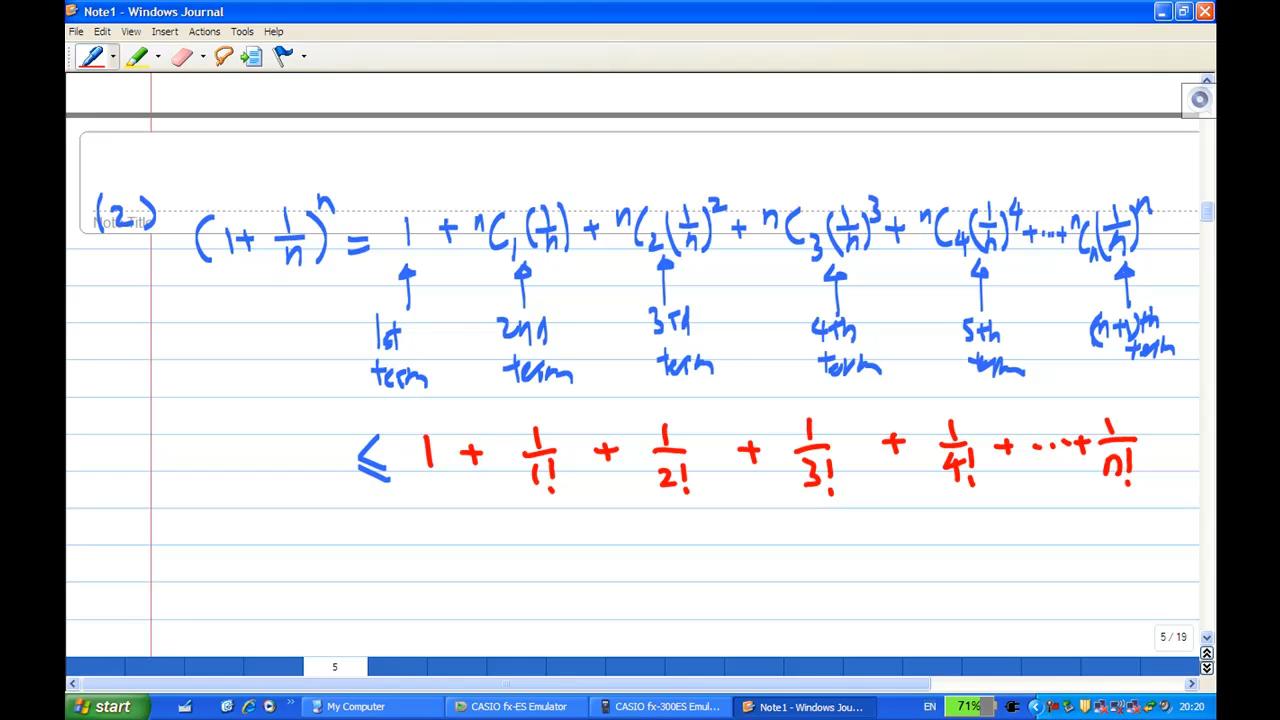 Note1 - Windows Journal
File Edit View Insert Actions Tools Help
Note Title
(2) (1 + 1/n)^n = 1 + ⁿC₁(1/n) + ⁿC₂(1/n)² + ⁿC₃(1/n)³ + ⁿC₄(1/n)⁴ + ... + ⁿCₙ(1/n)ⁿ
1st term 2nd term 3rd term 4th term 5th term (n+1)th term
≤ 1 + 1/1! + 1/2! + 1/3! + 1/4! + ... + 1/n!
5 / 19
5
start My Computer CASIO fx-ES Emulator CASIO fx-300ES Emul... Note1 - Windows Jou... EN 71% 20:20